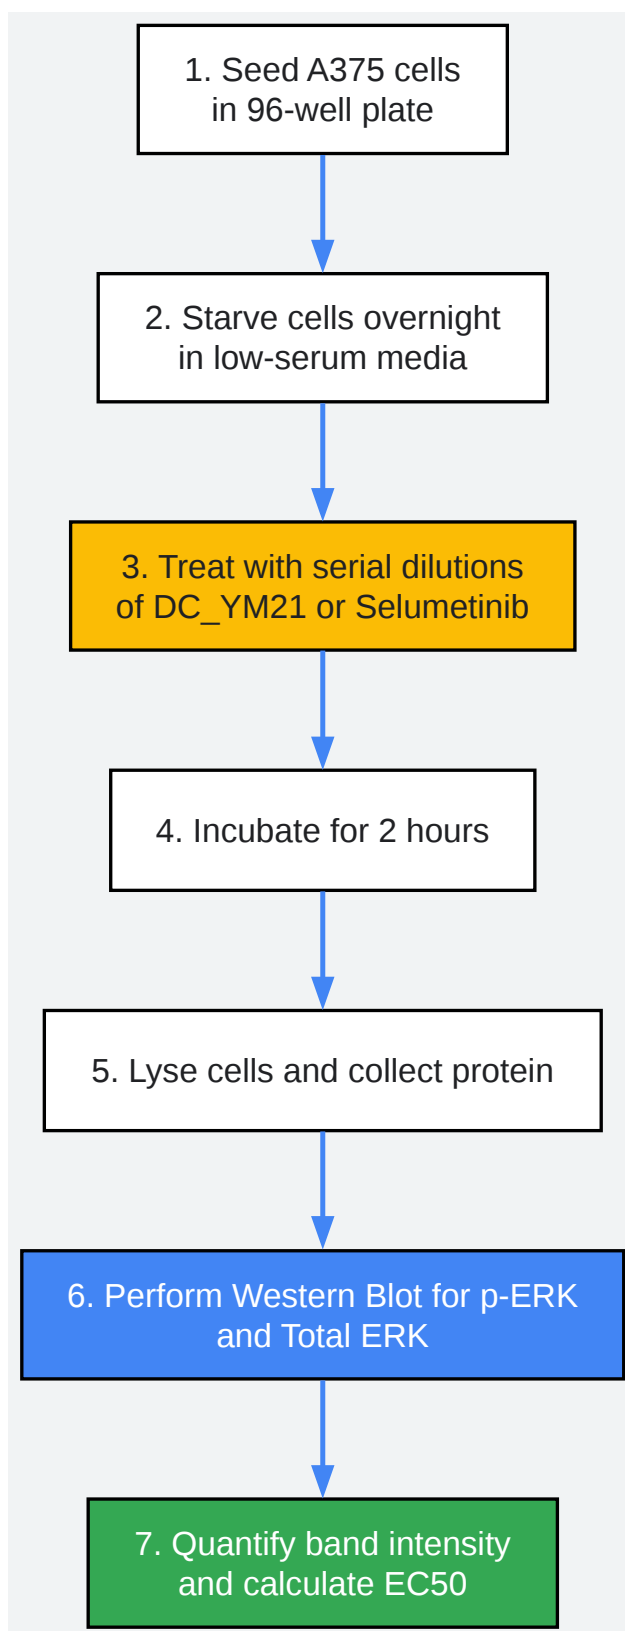 1. Seed A375 cells
in 96-well plate
2. Starve cells overnight
in low-serum media
3. Treat with serial dilutions
of DC_YM21 or Selumetinib
4. Incubate for 2 hours
5. Lyse cells and collect protein
6. Perform Western Blot for p-ERK
and Total ERK
7. Quantify band intensity
and calculate EC50